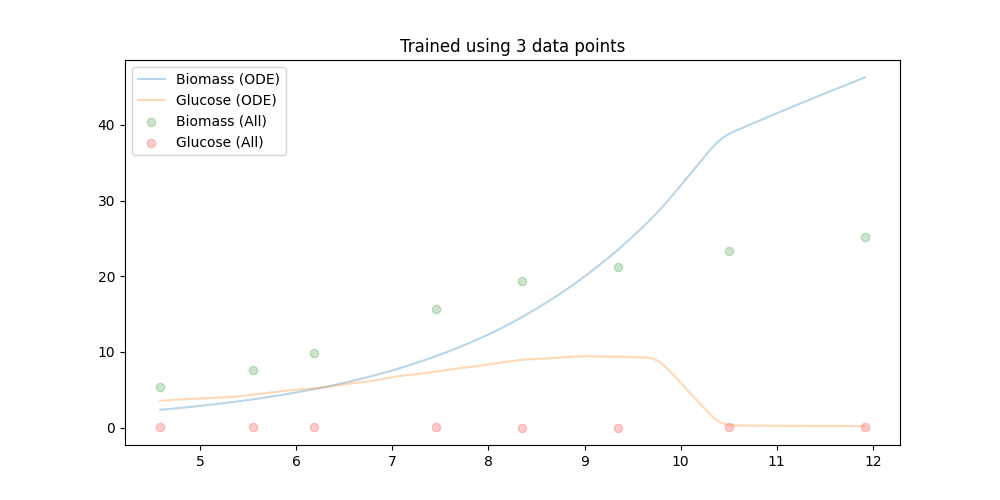 Trained using 3 data points
Biomass (ODE)
Glucose (ODE)
Biomass (All)
Glucose (All)
40
30
20
10
0
5 6 7 8 9 10 11 12